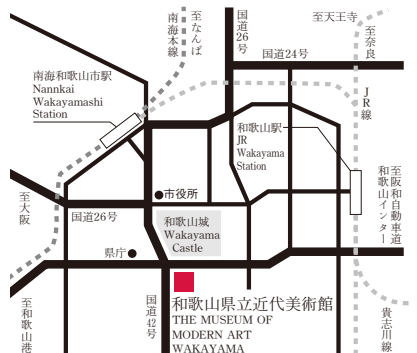 至なんば
南海本線
国道26号
至天王寺
至奈良
国道24号
南海和歌山市駅
Nannkai
Wakayamashi
Station
JR線
和歌山駅
JR
Wakayama
Station
至阪和自動車道
和歌山インター
市役所
至大阪
国道26号
和歌山城
Wakayama
Castle
県庁
至和歌山港
国道42号
和歌山県立近代美術館
THE MUSEUM OF
MODERN ART
WAKAYAMA
貴志川線